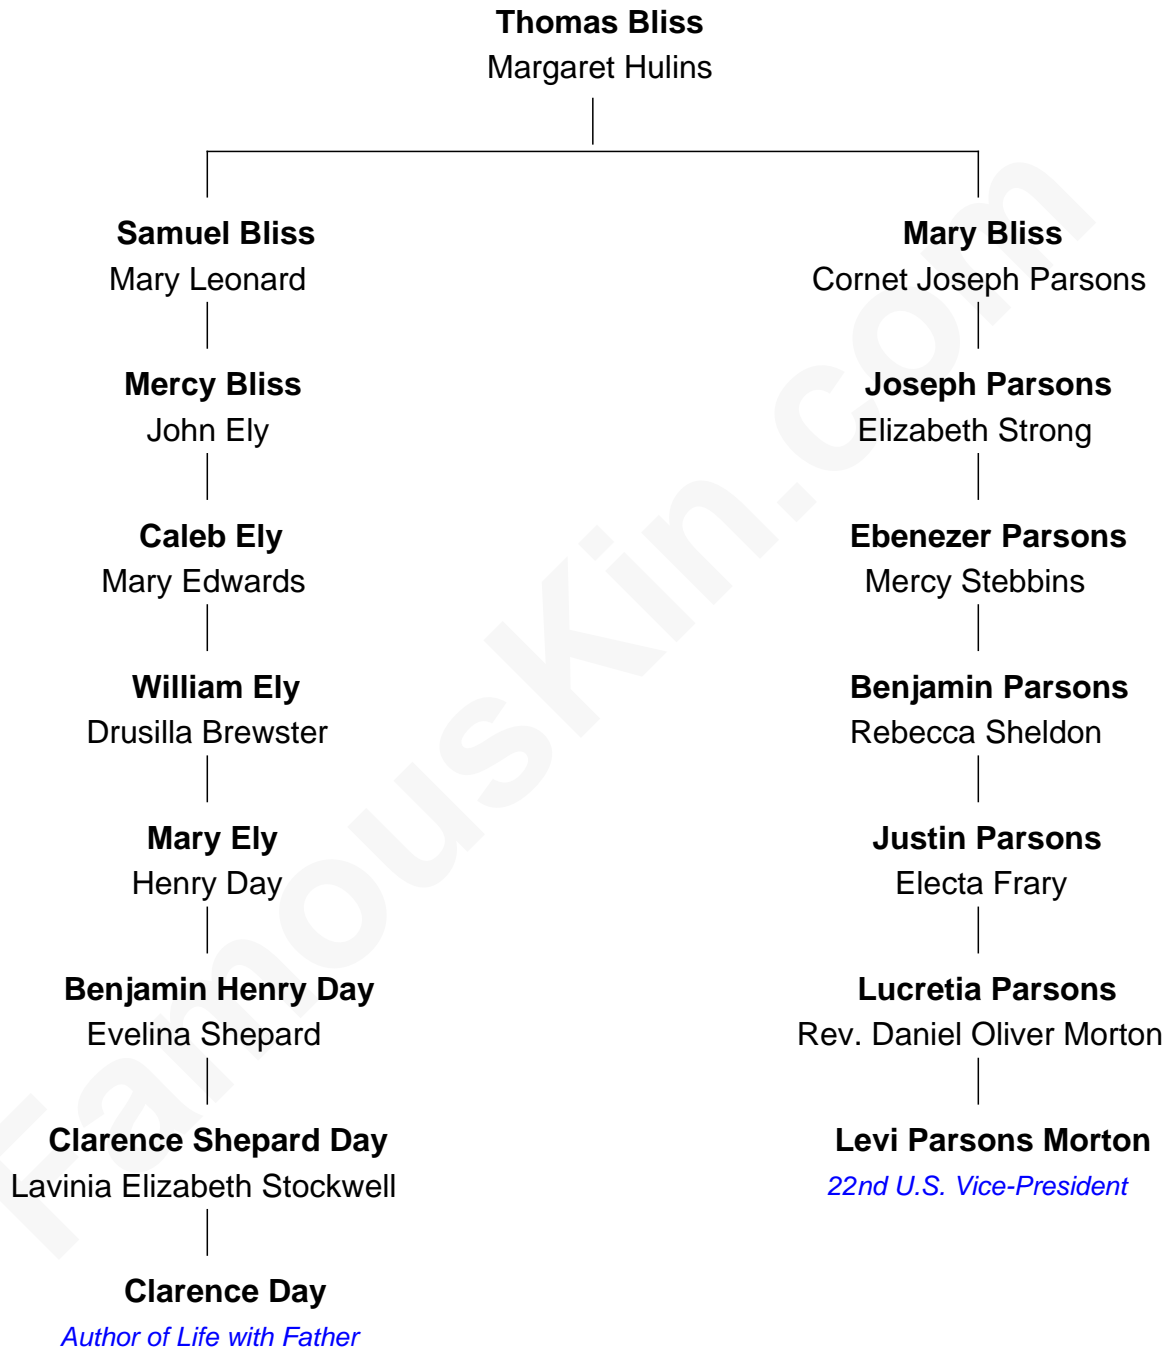 Thomas Bliss
Margaret Hulins
Samuel Bliss
Mary Leonard
Mary Bliss
Cornet Joseph Parsons
Mercy Bliss
John Ely
Joseph Parsons
Elizabeth Strong
Caleb Ely
Mary Edwards
Ebenezer Parsons
Mercy Stebbins
William Ely
Drusilla Brewster
Benjamin Parsons
Rebecca Sheldon
Mary Ely
Henry Day
Justin Parsons
Electa Frary
Benjamin Henry Day
Evelina Shepard
Lucretia Parsons
Rev. Daniel Oliver Morton
Clarence Shepard Day
Lavinia Elizabeth Stockwell
Levi Parsons Morton
22nd U.S. Vice-President
Clarence Day
Author of Life with Father
FamousKin.com